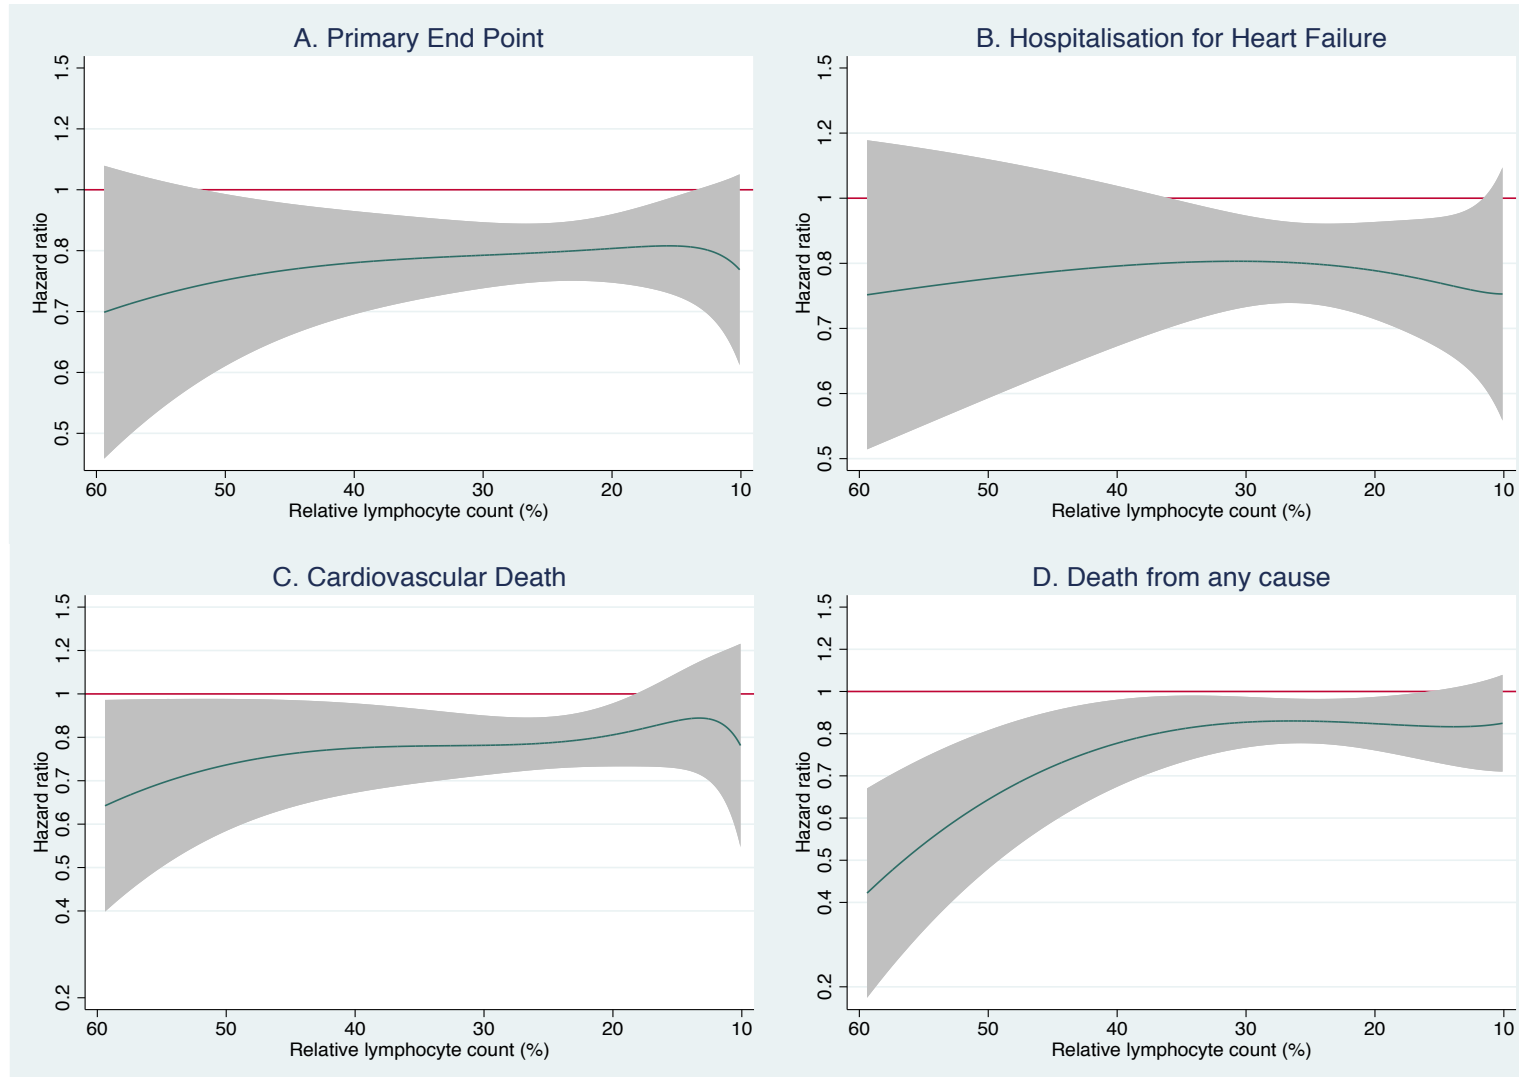 A. Primary End Point
1.5
1.2
1
0.8
0.7
0.6
0.5
Hazard ratio
60 50 40 30 20 10
Relative lymphocyte count (%)
B. Hospitalisation for Heart Failure
1.5
1.2
1
0.8
0.7
0.6
0.5
Hazard ratio
60 50 40 30 20 10
Relative lymphocyte count (%)
C. Cardiovascular Death
1.5
1.2
1
0.8
0.7
0.6
0.5
0.4
0.2
Hazard ratio
60 50 40 30 20 10
Relative lymphocyte count (%)
D. Death from any cause
1.5
1.2
1
0.8
0.7
0.6
0.5
0.4
0.2
Hazard ratio
60 50 40 30 20 10
Relative lymphocyte count (%)